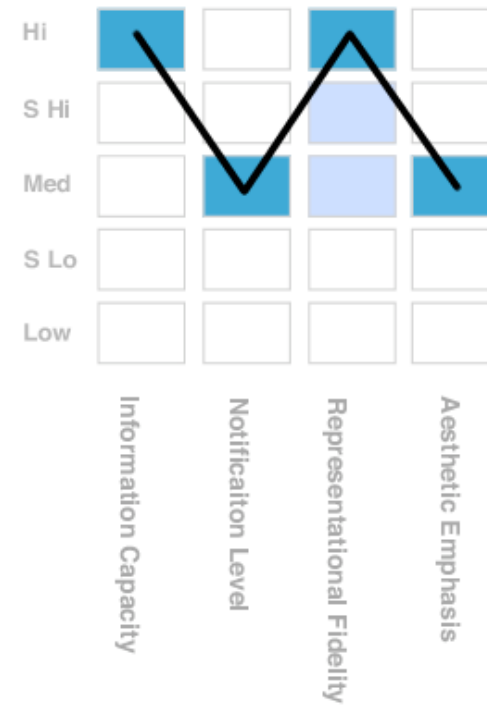 Hi
S Hi
Med
S Lo
Low
Information Capacity
Notificaiton Level
Representational Fidelity
Aesthetic Emphasis